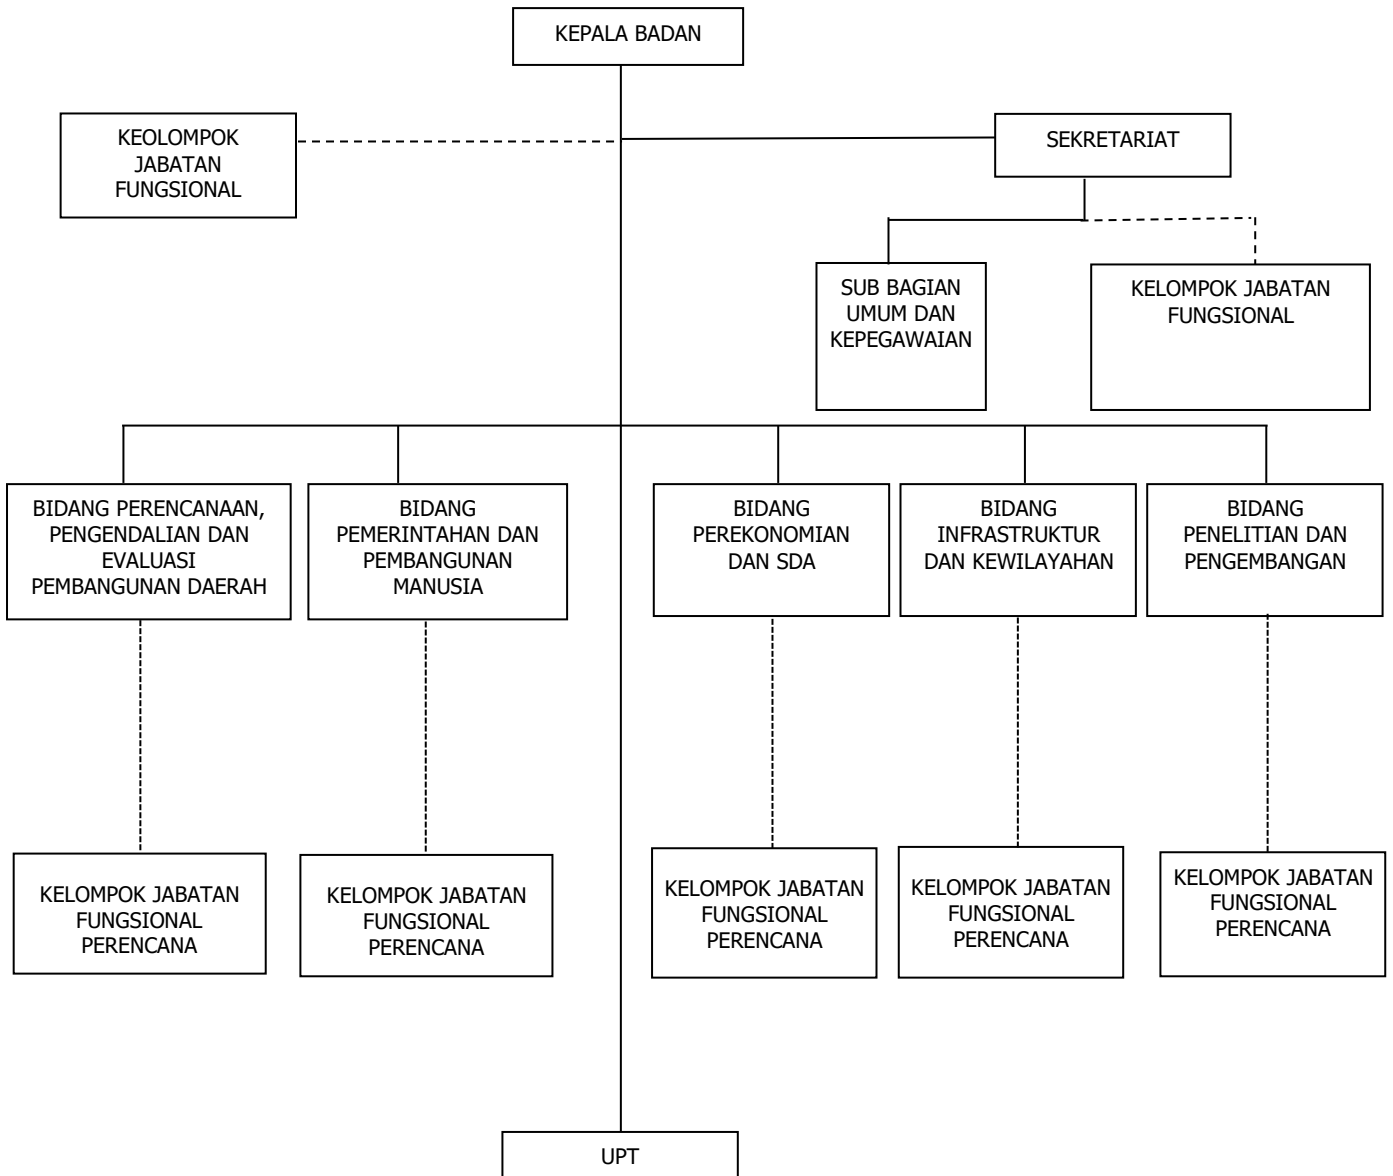 KEPALA BADAN
KEOLOMPOK
JABATAN
FUNGSIONAL
SEKRETARIAT
SUB BAGIAN
UMUM DAN
KEPEGAWAIAN
KELOMPOK JABATAN
FUNGSIONAL
BIDANG PERENCANAAN,
PENGENDALIAN DAN
EVALUASI
PEMBANGUNAN DAERAH
BIDANG
PEMERINTAHAN DAN
PEMBANGUNAN
MANUSIA
BIDANG
PEREKONOMIAN
DAN SDA
BIDANG
INFRASTRUKTUR
DAN KEWILAYAHAN
BIDANG
PENELITIAN DAN
PENGEMBANGAN
KELOMPOK JABATAN
FUNGSIONAL
PERENCANA
KELOMPOK JABATAN
FUNGSIONAL
PERENCANA
KELOMPOK JABATAN
FUNGSIONAL
PERENCANA
KELOMPOK JABATAN
FUNGSIONAL
PERENCANA
KELOMPOK JABATAN
FUNGSIONAL
PERENCANA
UPT